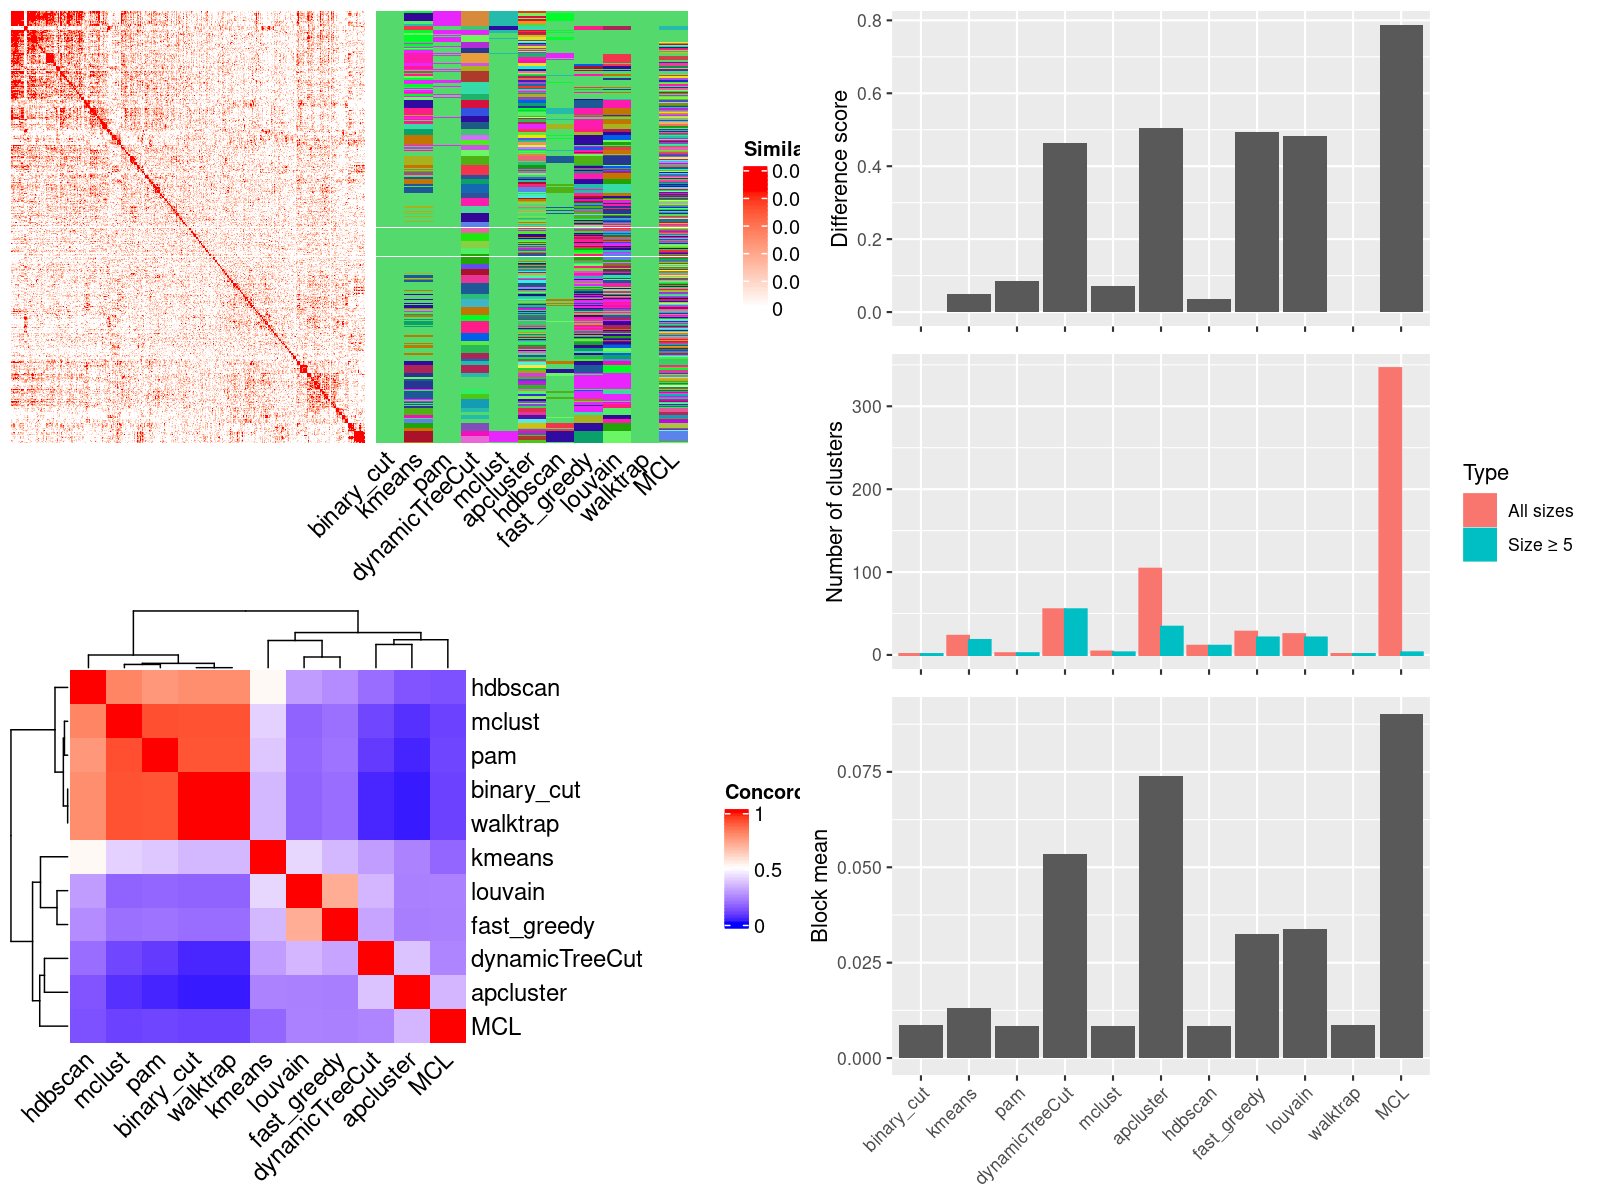 Simila
0.0
0.0
0.0
0.0
0.0
0
binary_cut
kmeans
pam
dynamicTreeCut
mclust
apcluster
hdbscan
fast_greedy
louvain
walktrap
MCL
hdbscan
mclust
pam
binary_cut
walktrap
kmeans
louvain
fast_greedy
dynamicTreeCut
apcluster
MCL
hdbscan
mclust
pam
binary_cut
walktrap
kmeans
louvain
fast_greedy
dynamicTreeCut
apcluster
MCL
Concord
1
0.5
0
Difference score
0.8
0.6
0.4
0.2
0.0
Number of clusters
300
200
100
0
Type
All sizes
Size ≥ 5
Block mean
0.075
0.050
0.025
0.000
binary_cut
kmeans
pam
dynamicTreeCut
mclust
apcluster
hdbscan
fast_greedy
louvain
walktrap
MCL